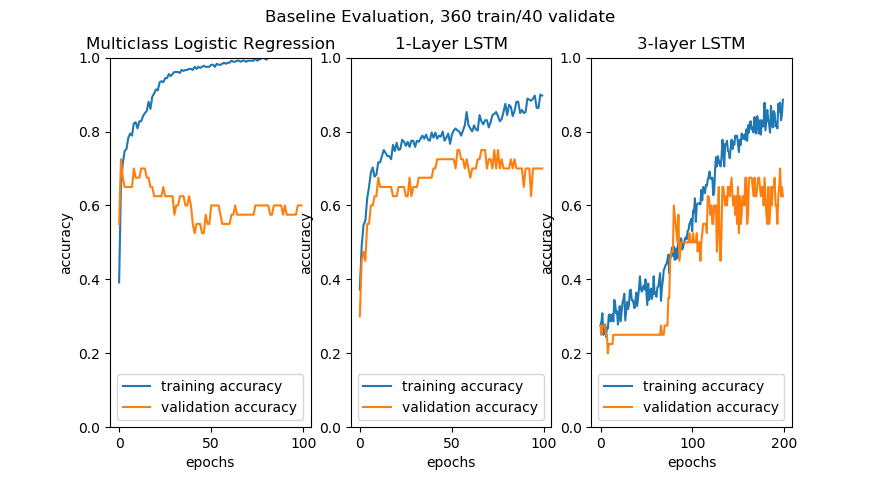 Baseline Evaluation, 360 train/40 validate
Multiclass Logistic Regression
1.0
0.8
0.6
0.4
0.2
0.0
accuracy
training accuracy
validation accuracy
0
50
100
epochs
1-Layer LSTM
1.0
0.8
0.6
0.4
0.2
0.0
accuracy
training accuracy
validation accuracy
0
50
100
epochs
3-layer LSTM
1.0
0.8
0.6
0.4
0.2
0.0
accuracy
training accuracy
validation accuracy
0
100
200
epochs